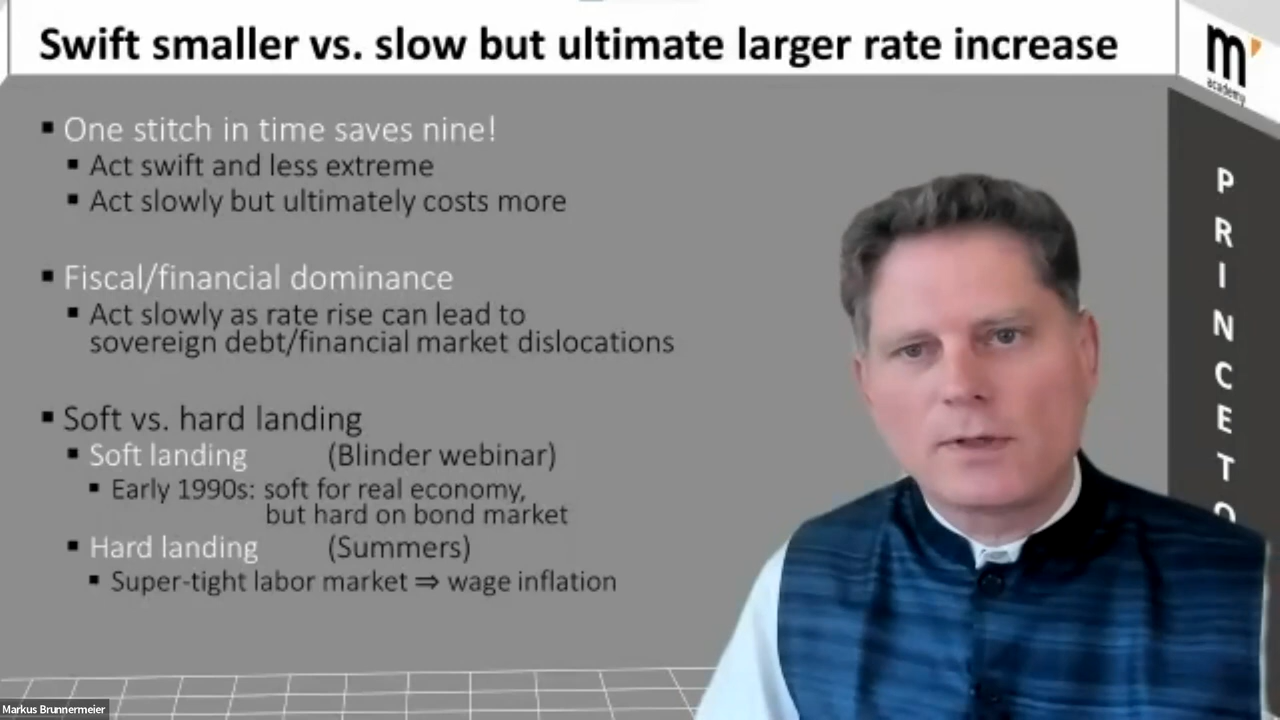 Swift smaller vs. slow but ultimate larger rate increase
m'
academy
One stitch in time saves nine!
Act swift and less extreme
Act slowly but ultimately costs more
Fiscal/financial dominance
Act slowly as rate rise can lead to
sovereign debt/financial market dislocations
Soft vs. hard landing
Soft landing (Blinder webinar)
Early 1990s: soft for real economy,
but hard on bond market
Hard landing (Summers)
Super-tight labor market ⇒ wage inflation
PRINCETO
Markus Brunnermeier